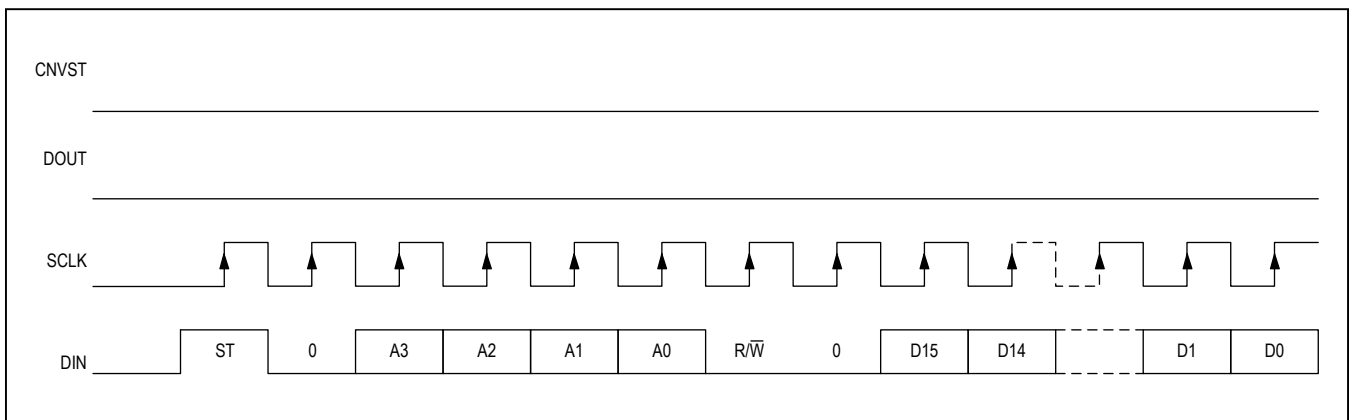 CNVST
DOUT
SCLK
DIN ST 0 A3 A2 A1 A0 R/W̅ 0 D15 D14 D1 D0